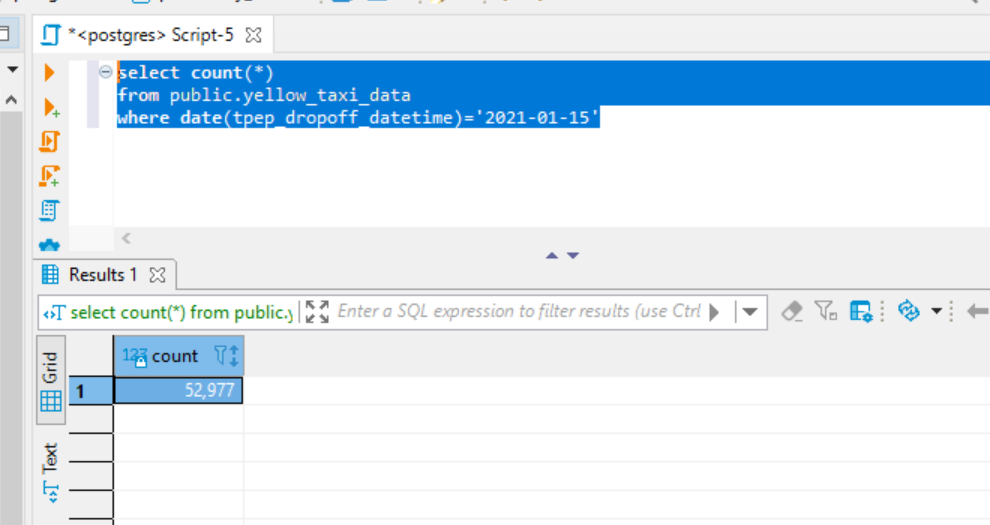 *<postgres> Script-5
select count(*)
from public.yellow_taxi_data
where date(tpep_dropoff_datetime)='2021-01-15'
Results 1
select count(*) from public.y
Enter a SQL expression to filter results (use Ctrl
Grid
123 count
1
52,977
Text